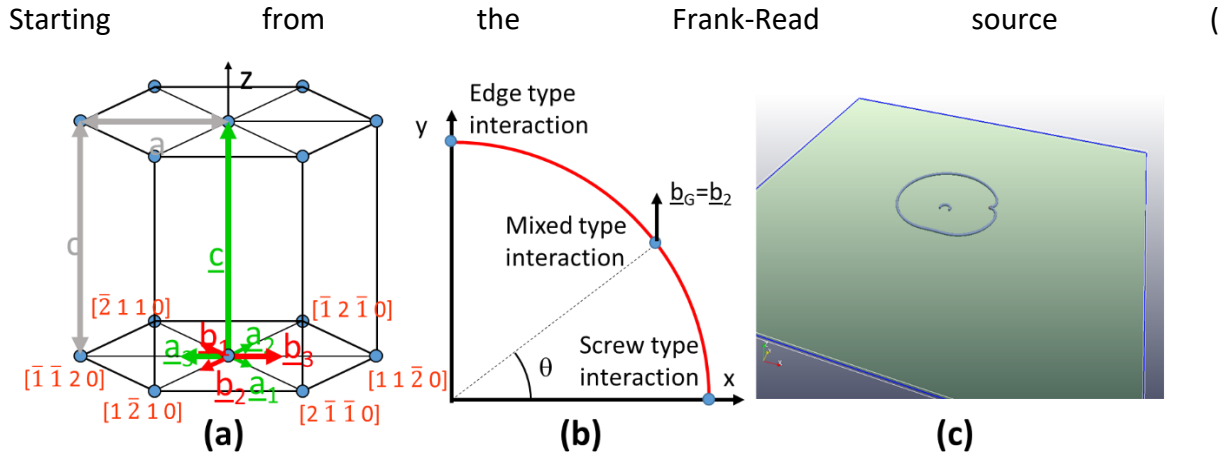 Starting from the Frank-Read source (
z
a
c
c
[2̅ 1 1 0]
[1̅ 2 1̅ 0]
b1
a2
a3
b3
[1̅ 1̅ 2 0]
b2
a1
[1 1 2̅ 0]
[1 2̅ 1 0]
[2 1̅ 1̅ 0]
(a)
Edge type
interaction
y
bG=b2
Mixed type
interaction
Screw type
interaction
θ
x
(b)
(c)